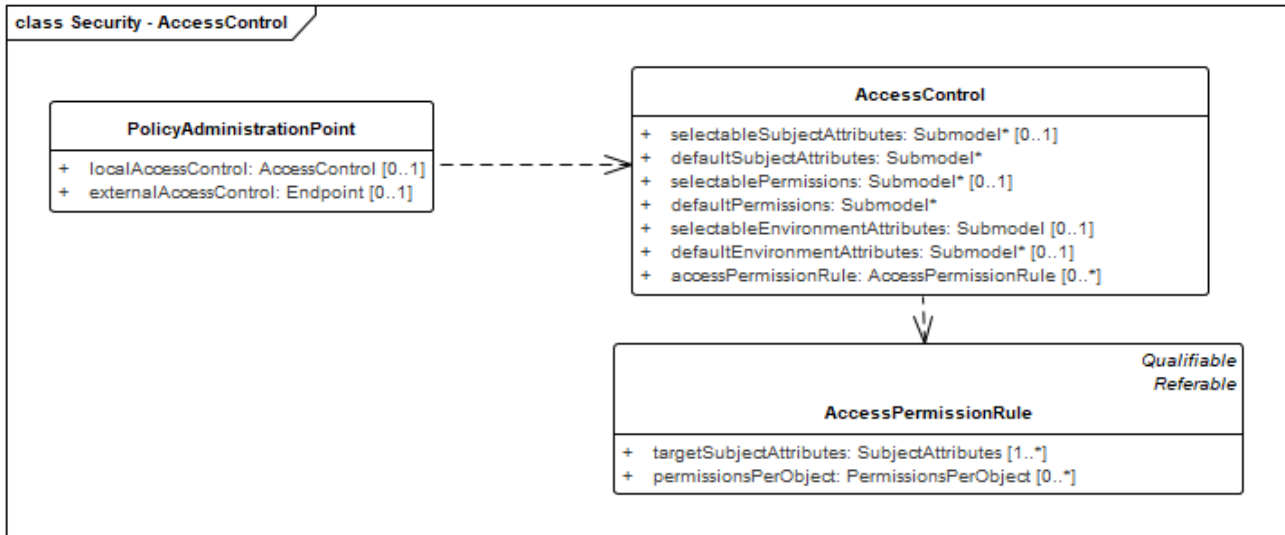 class Security - AccessControl
PolicyAdministrationPoint
+ localAccessControl: AccessControl [0..1]
+ externalAccessControl: Endpoint [0..1]
AccessControl
+ selectableSubjectAttributes: Submodel* [0..1]
+ defaultSubjectAttributes: Submodel*
+ selectablePermissions: Submodel* [0..1]
+ defaultPermissions: Submodel*
+ selectableEnvironmentAttributes: Submodel [0..1]
+ defaultEnvironmentAttributes: Submodel* [0..1]
+ accessPermissionRule: AccessPermissionRule [0..*]
Qualifiable
Referable
AccessPermissionRule
+ targetSubjectAttributes: SubjectAttributes [1..*]
+ permissionsPerObject: PermissionsPerObject [0..*]